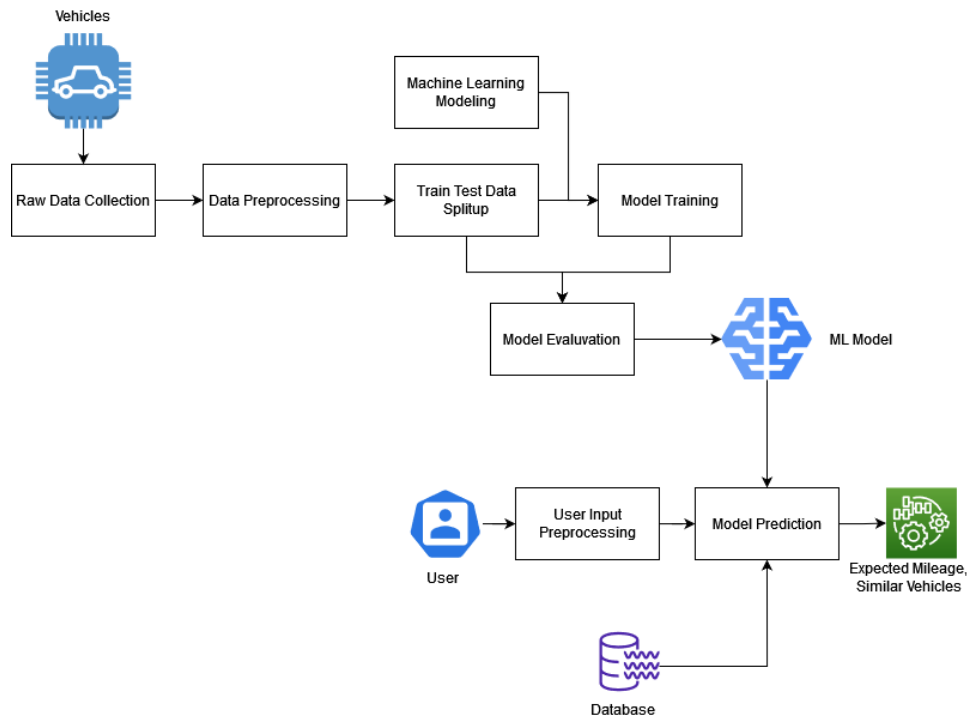 Vehicles
Machine Learning
Modeling
Raw Data Collection
Data Preprocessing
Train Test Data
Splitup
Model Training
Model Evaluvation
ML Model
User Input
Preprocessing
Model Prediction
User
Expected Mileage,
Similar Vehicles
Database